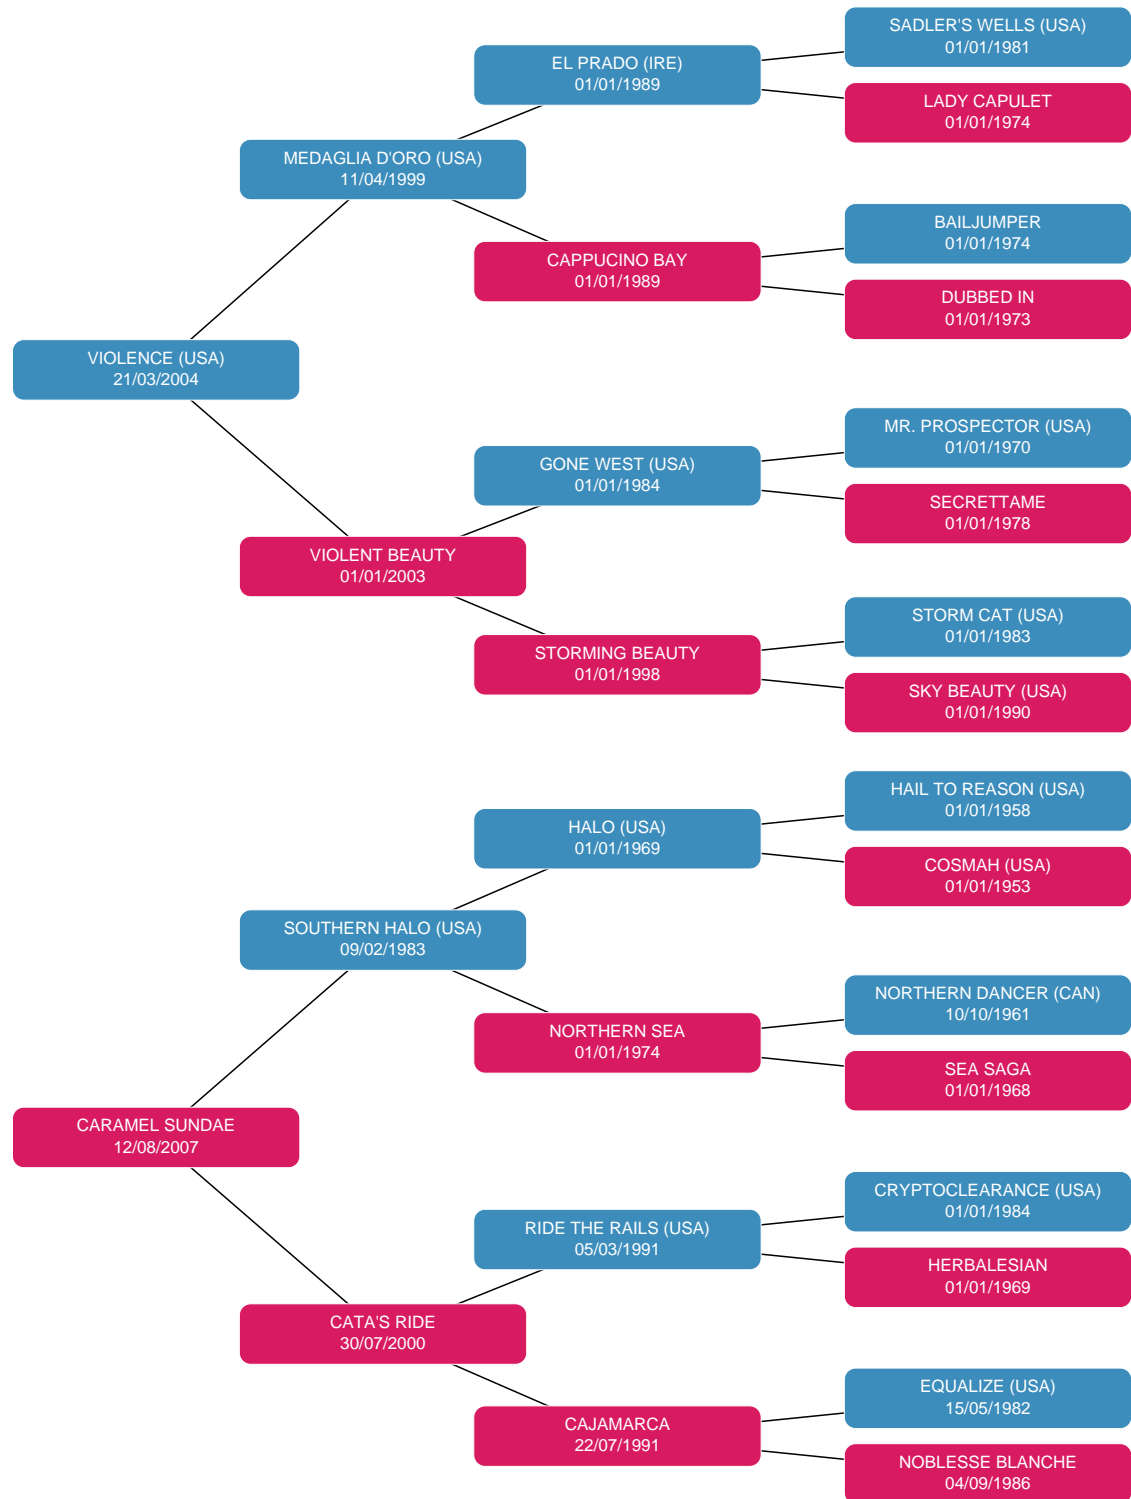 SADLER'S WELLS (USA)
01/01/1981
EL PRADO (IRE)
01/01/1989
LADY CAPULET
01/01/1974
MEDAGLIA D'ORO (USA)
11/04/1999
BAILJUMPER
01/01/1974
CAPPUCINO BAY
01/01/1989
DUBBED IN
01/01/1973
VIOLENCE (USA)
21/03/2004
MR. PROSPECTOR (USA)
01/01/1970
GONE WEST (USA)
01/01/1984
SECRETTAME
01/01/1978
VIOLENT BEAUTY
01/01/2003
STORM CAT (USA)
01/01/1983
STORMING BEAUTY
01/01/1998
SKY BEAUTY (USA)
01/01/1990
HAIL TO REASON (USA)
01/01/1958
HALO (USA)
01/01/1969
COSMAH (USA)
01/01/1953
SOUTHERN HALO (USA)
09/02/1983
NORTHERN DANCER (CAN)
10/10/1961
NORTHERN SEA
01/01/1974
SEA SAGA
01/01/1968
CARAMEL SUNDAE
12/08/2007
CRYPTOCLEARANCE (USA)
01/01/1984
RIDE THE RAILS (USA)
05/03/1991
HERBALESIAN
01/01/1969
CATA'S RIDE
30/07/2000
EQUALIZE (USA)
15/05/1982
CAJAMARCA
22/07/1991
NOBLESSE BLANCHE
04/09/1986